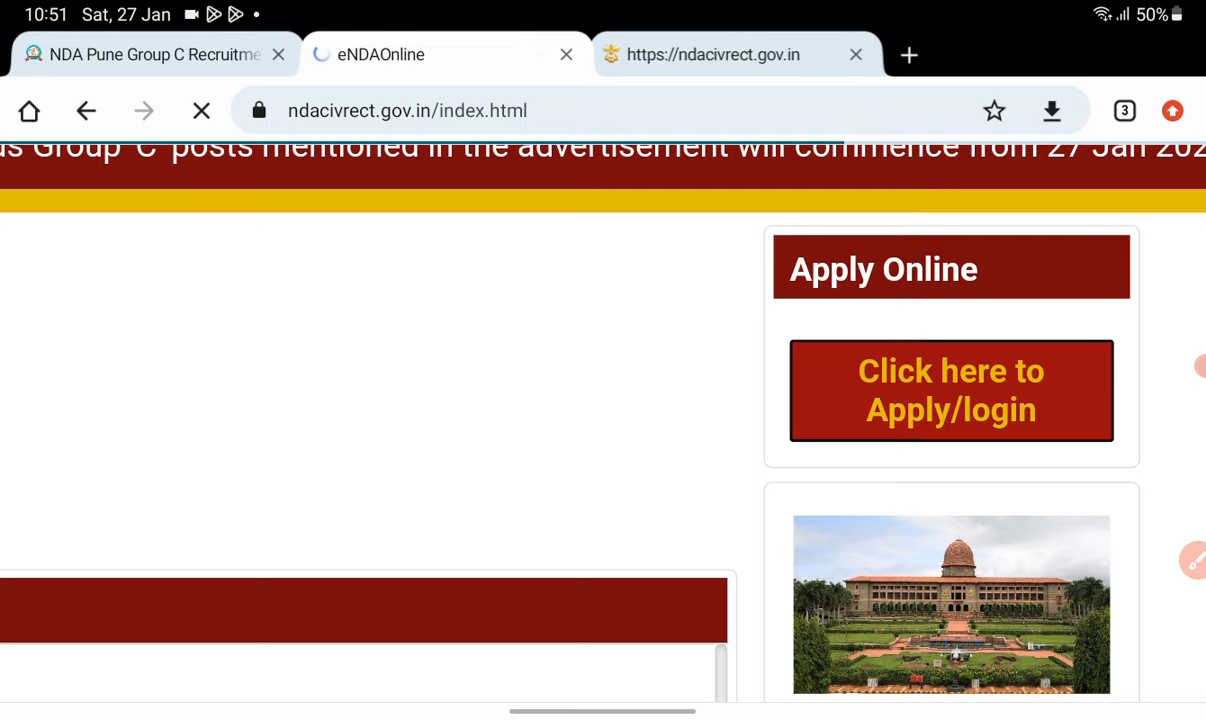 10:51 Sat, 27 Jan 50%
NDA Pune Group C Recruitme eNDAOnline https://ndacivrect.gov.in
ndacivrect.gov.in/index.html 3
Group 'C' posts mentioned in the advertisement will commence from 27 Jan 202
Apply Online
Click here to
Apply/login